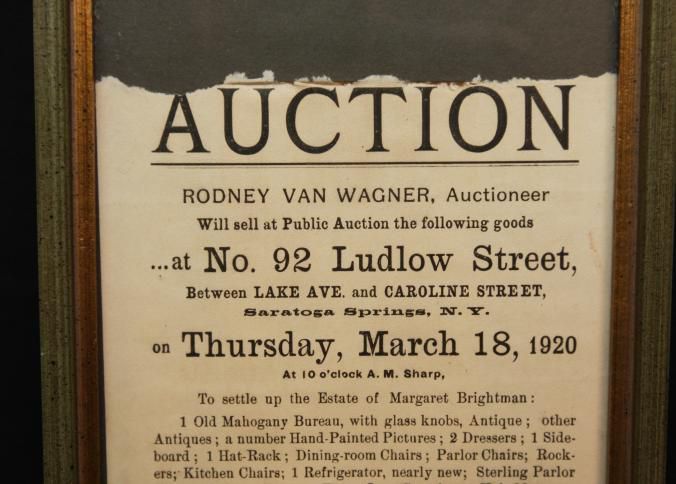 AUCTION
RODNEY VAN WAGNER, Auctioneer
Will sell at Public Auction the following goods
...at No. 92 Ludlow Street,
Between LAKE AVE. and CAROLINE STREET,
Saratoga Springs, N. Y.
on Thursday, March 18, 1920
At 10 o'clock A. M. Sharp,
To settle up the Estate of Margaret Brightman :
1 Old Mahogany Bureau, with glass knobs, Antique ; other
Antiques ; a number Hand-Painted Pictures ; 2 Dressers ; 1 Side-
board ; 1 Hat-Rack ; Dining-room Chairs ; Parlor Chairs; Rock-
ers; Kitchen Chairs; 1 Refrigerator, nearly new; Sterling Parlor